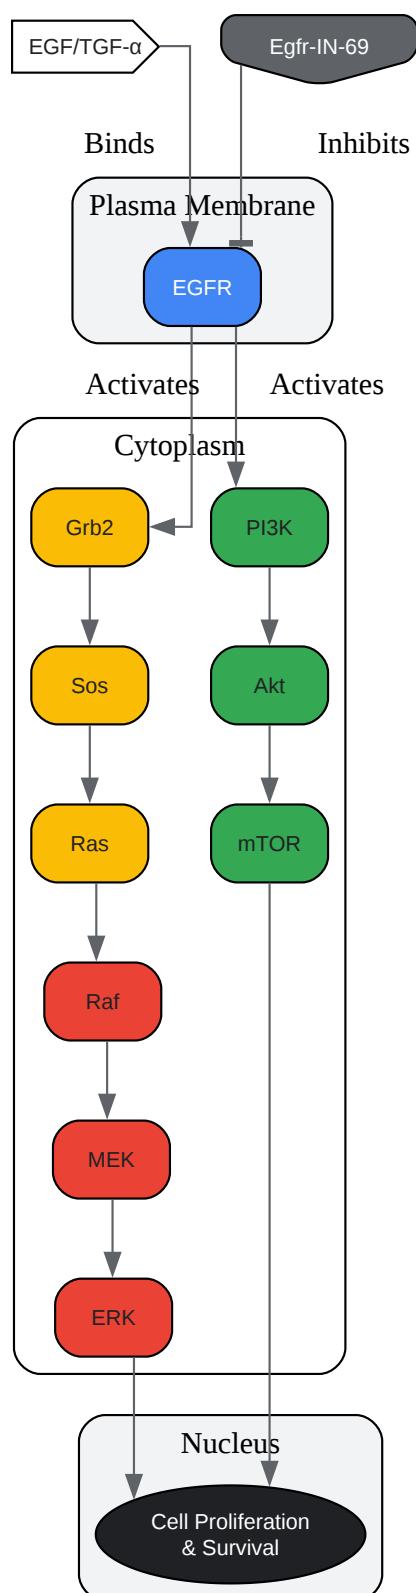 EGF/TGF-α
Egfr-IN-69
Binds
Inhibits
Plasma Membrane
EGFR
Activates
Activates
Cytoplasm
Grb2
PI3K
Sos
Akt
Ras
mTOR
Raf
MEK
ERK
Nucleus
Cell Proliferation
& Survival